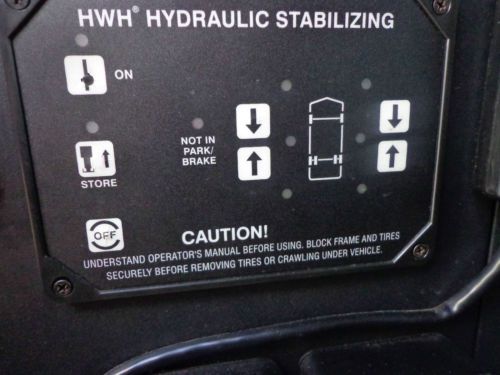 HWH® HYDRAULIC STABILIZING
ON
NOT IN
PARK/
BRAKE
STORE
OFF
CAUTION!
UNDERSTAND OPERATOR'S MANUAL BEFORE USING. BLOCK FRAME AND TIRES
SECURELY BEFORE REMOVING TIRES OR CRAWLING UNDER VEHICLE.